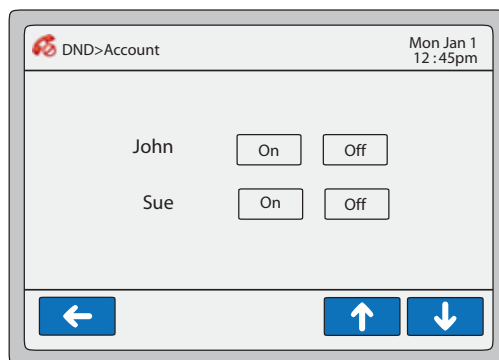 DND>Account
Mon Jan 1
12:45pm
John On Off
Sue On Off